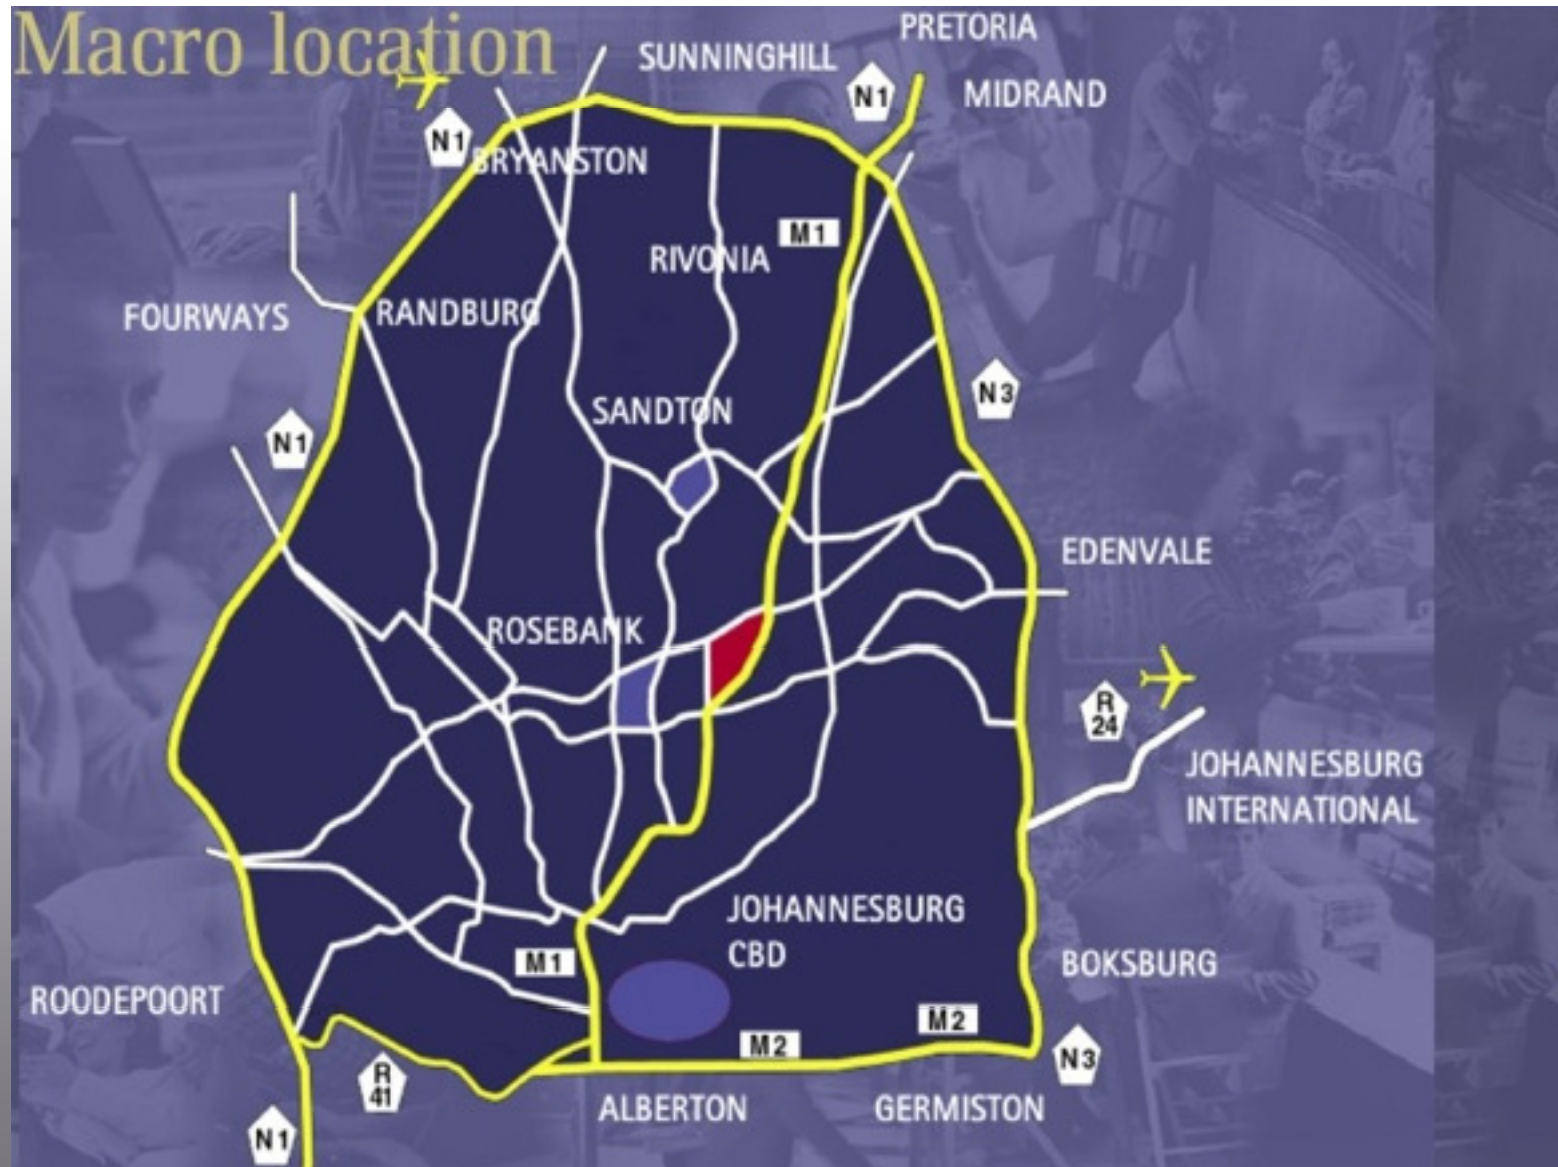 Macro location
PRETORIA
SUNNINGHILL
N1
MIDRAND
N1
BRYANSTON
M1
RIVONIA
FOURWAYS
RANDBURG
N3
SANDTON
N1
EDENVALE
ROSEBANK
R
24
JOHANNESBURG
INTERNATIONAL
JOHANNESBURG
CBD
M1
BOKSBURG
ROODEPOORT
M2
M2
N3
R
41
ALBERTON
GERMISTON
N1